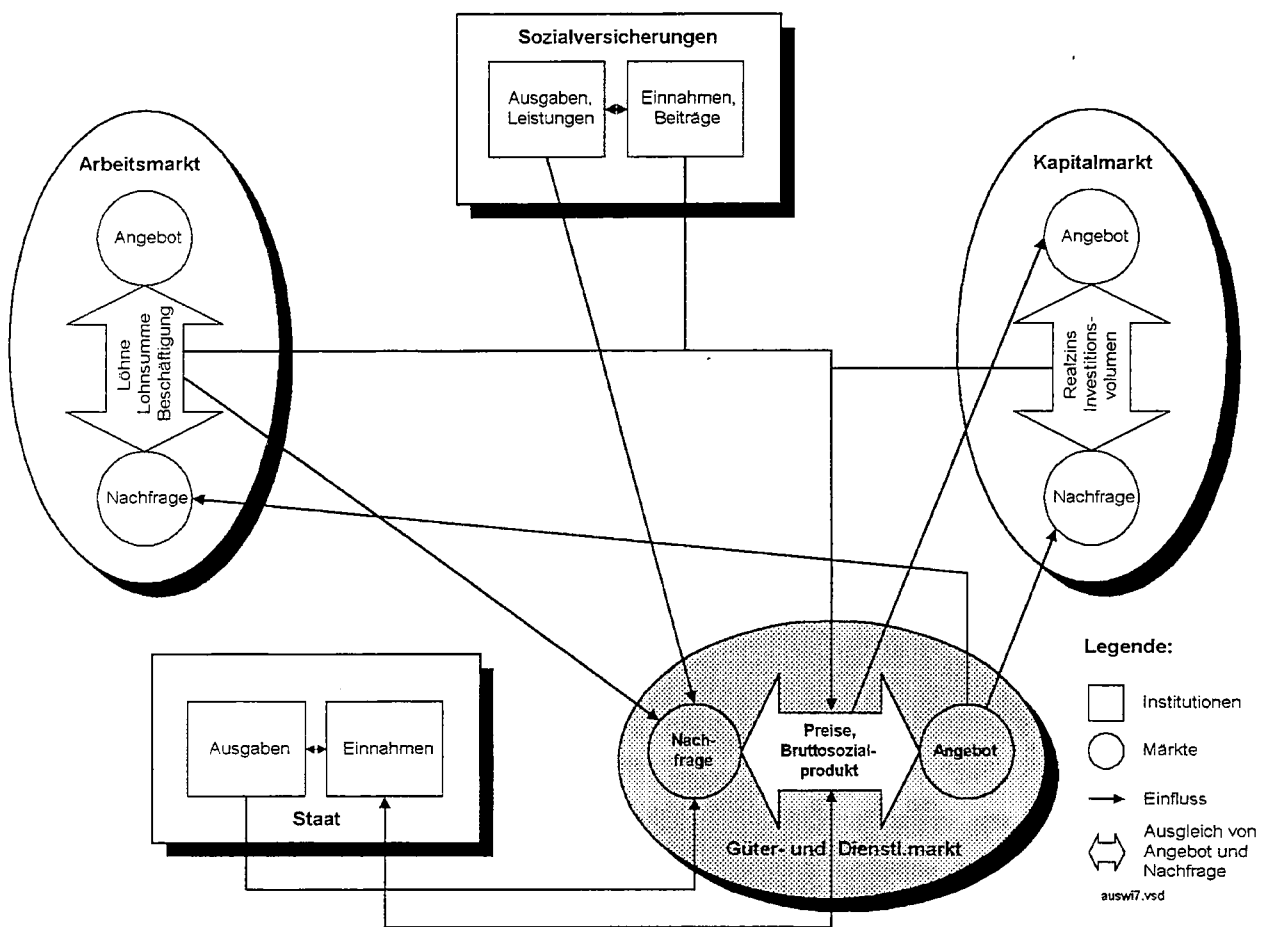 Sozialversicherungen
Ausgaben,
Leistungen
Einnahmen,
Beiträge
Arbeitsmarkt
Angebot
Löhne
Lohnsumme
Beschäftigung
Nachfrage
Kapitalmarkt
Angebot
Realzins
Investitions-
volumen
Nachfrage
Ausgaben
Einnahmen
Staat
Nach-
frage
Preise,
Bruttosozial-
produkt
Angebot
Güter- und Dienstl.markt
Legende:
Institutionen
Märkte
Einfluss
Ausgleich von
Angebot und
Nachfrage
auswi7.vsd